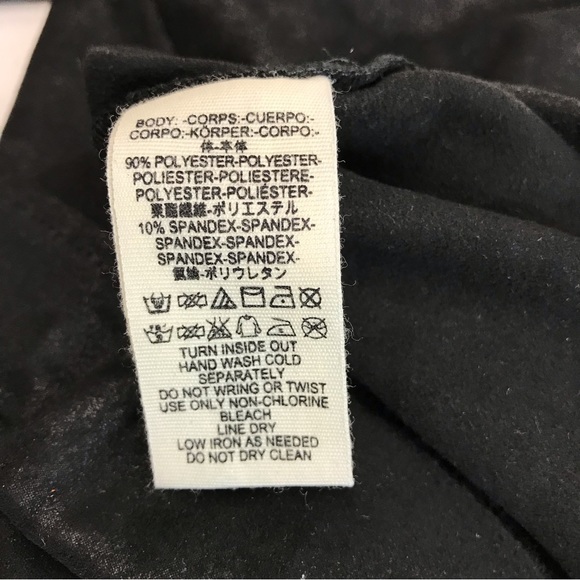 BODY: -CORPS:-CUERPO:-
CORPO:-KÖRPER:-CORPO:-
体-本体
90% POLYESTER-POLYESTER-
POLIESTER-POLIESTERE-
POLYESTER-POLIÉSTER-
聚酯纖維-ポリエステル
10% SPANDEX-SPANDEX-
SPANDEX-SPANDEX-
SPANDEX-SPANDEX-
氨綸-ポリウレタン
TURN INSIDE OUT
HAND WASH COLD
SEPARATELY
DO NOT WRING OR TWIST
USE ONLY NON-CHLORINE
BLEACH
LINE DRY
LOW IRON AS NEEDED
DO NOT DRY CLEAN